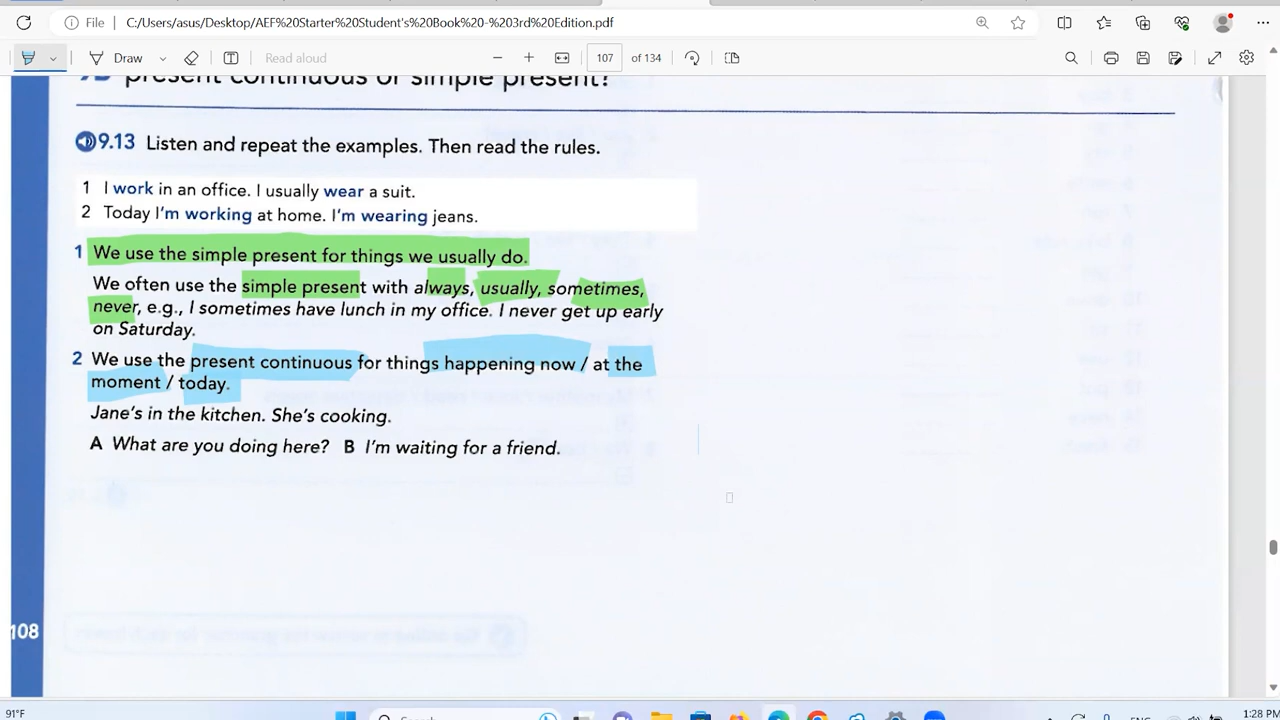 File C:/Users/asus/Desktop/AEF%20Starter%20Student's%20Book%20-%203rd%20Edition.pdf
Draw Read aloud 107 of 134
present continuous or simple present?
9.13 Listen and repeat the examples. Then read the rules.
1 I work in an office. I usually wear a suit.
2 Today I'm working at home. I'm wearing jeans.
1 We use the simple present for things we usually do.
We often use the simple present with always, usually, sometimes,
never, e.g., I sometimes have lunch in my office. I never get up early
on Saturday.
2 We use the present continuous for things happening now / at the
moment / today.
Jane's in the kitchen. She's cooking.
A What are you doing here? B I'm waiting for a friend.
108
91°F
1:28 PM